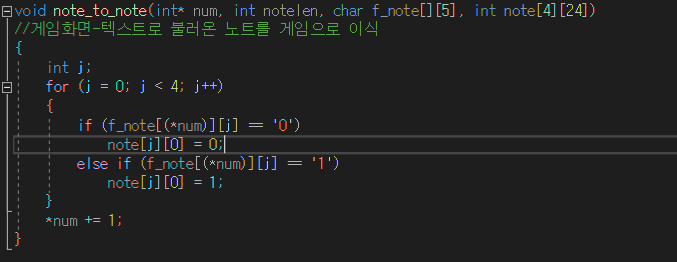 void note_to_note(int* num, int notelen, char f_note[][5], int note[4][24])
//게임화면-텍스트로 불러온 노트를 게임으로 이식
{
int j;
for (j = 0; j < 4; j++)
{
if (f_note[(*num)][j] == '0')
note[j][0] = 0;
else if (f_note[(*num)][j] == '1')
note[j][0] = 1;
}
*num += 1;
}